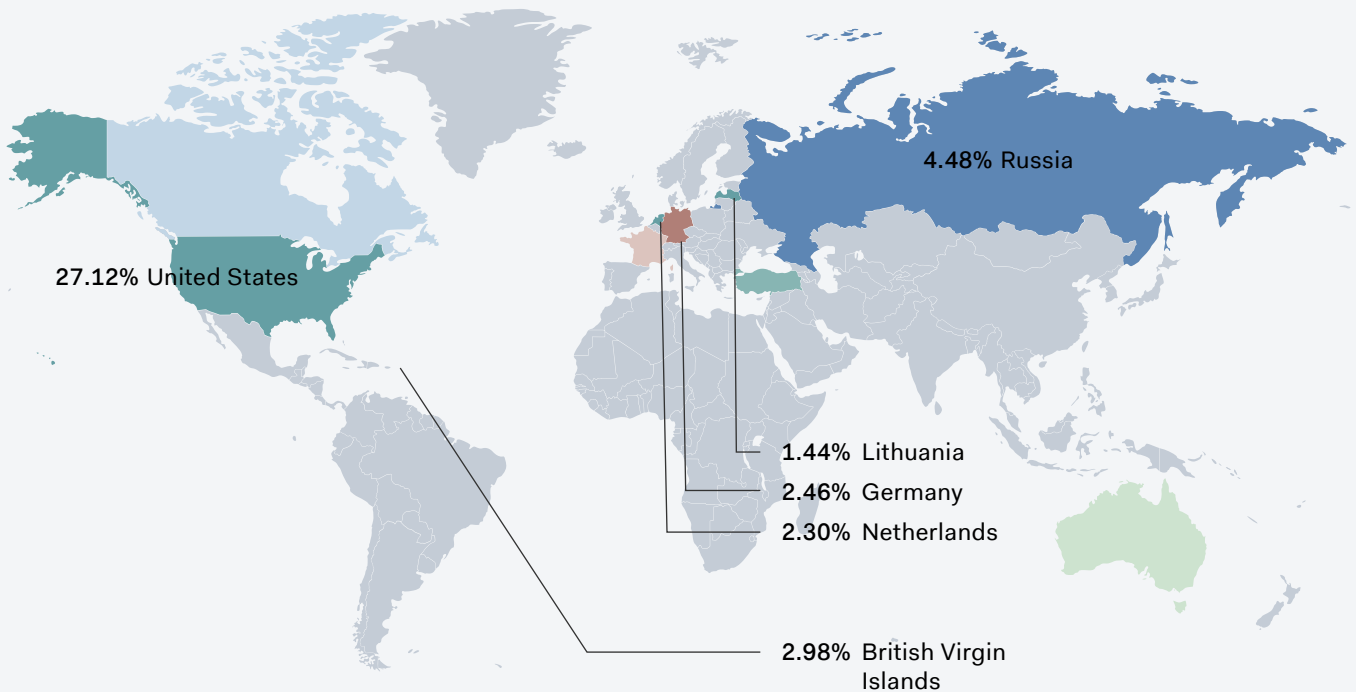 4.48% Russia
27.12% United States
1.44% Lithuania
2.46% Germany
2.30% Netherlands
2.98% British Virgin
Islands